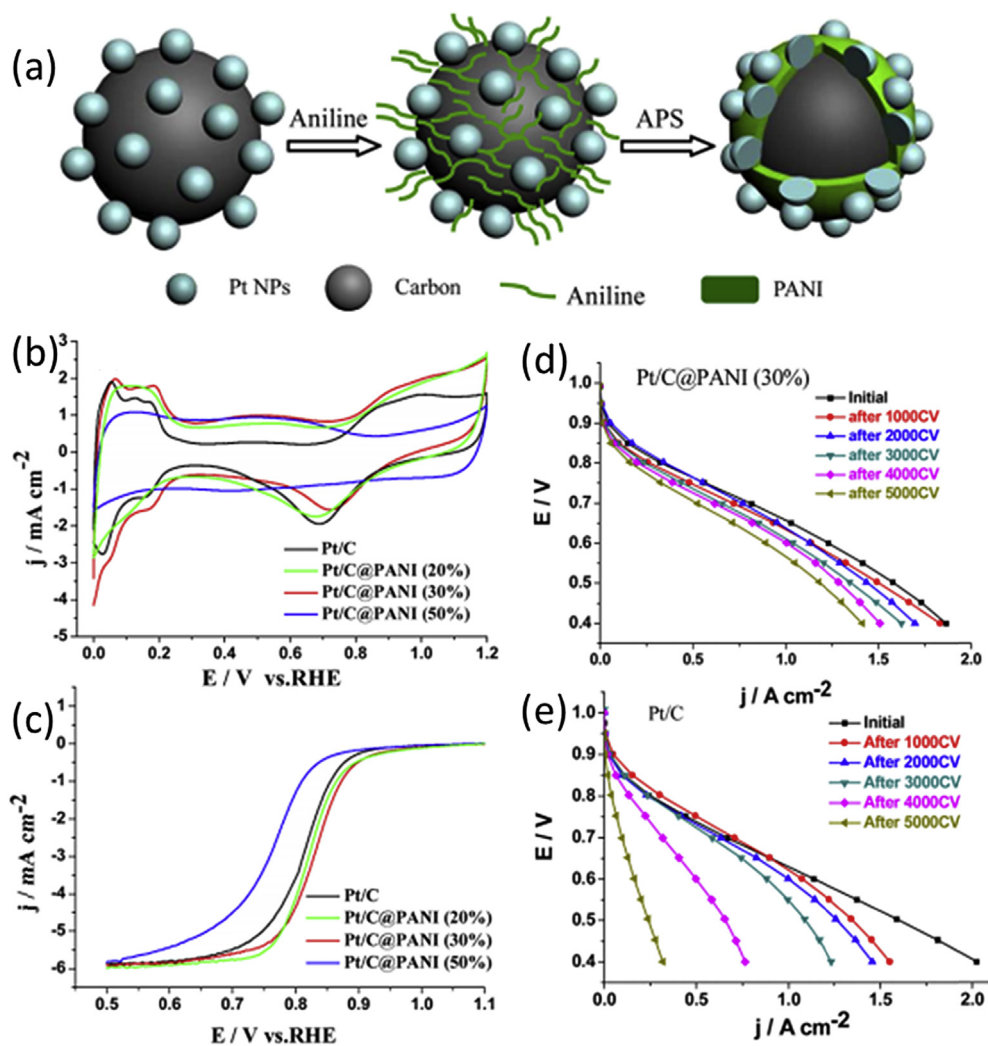 (a)
Aniline
APS
Pt NPs
Carbon
Aniline
PANI
(b)
3
2
1
0
-1
-2
-3
-4
-5
j / mA cm-2
Pt/C
Pt/C@PANI (20%)
Pt/C@PANI (30%)
Pt/C@PANI (50%)
0.0 0.2 0.4 0.6 0.8 1.0 1.2
E / V vs.RHE
(c)
0
-1
-2
-3
-4
-5
-6
j / mA cm-2
Pt/C
Pt/C@PANI (20%)
Pt/C@PANI (30%)
Pt/C@PANI (50%)
0.5 0.6 0.7 0.8 0.9 1.0 1.1
E / V vs.RHE
(d)
Pt/C@PANI (30%)
Initial
after 1000CV
after 2000CV
after 3000CV
after 4000CV
after 5000CV
1.0
0.9
0.8
0.7
0.6
0.5
0.4
E / V
0.0 0.5 1.0 1.5 2.0
j / A cm-2
(e)
Pt/C
Initial
After 1000CV
After 2000CV
After 3000CV
After 4000CV
After 5000CV
1.0
0.9
0.8
0.7
0.6
0.5
0.4
E / V
0.0 0.5 1.0 1.5 2.0
j / A cm-2